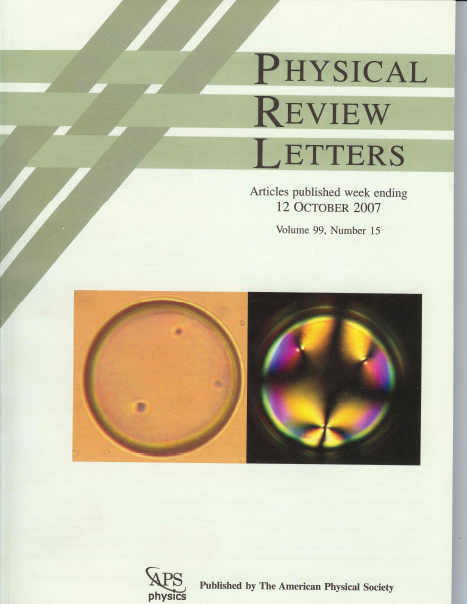 PHYSICAL
REVIEW
LETTERS
Articles published week ending
12 OCTOBER 2007
Volume 99, Number 15
APS
physics
Published by The American Physical Society